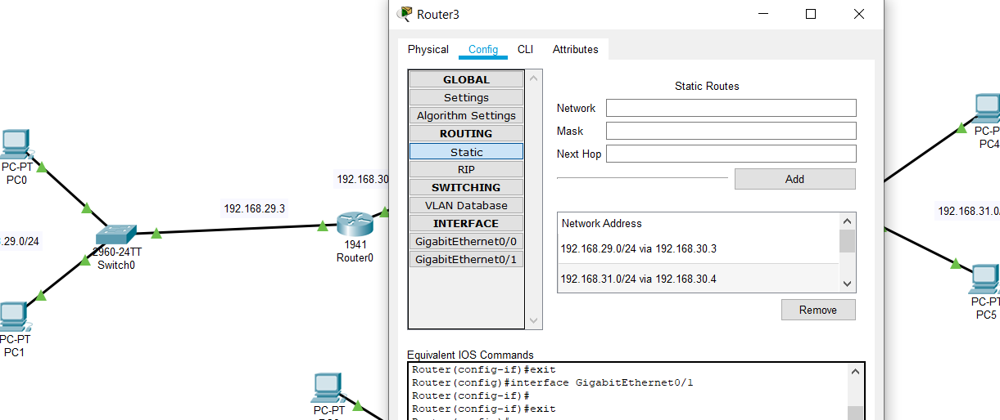 Router3
Physical
Config
CLI
Attributes
GLOBAL
Settings
Algorithm Settings
ROUTING
Static
RIP
SWITCHING
VLAN Database
INTERFACE
GigabitEthernet0/0
GigabitEthernet0/1
Static Routes
Network
Mask
Next Hop
Add
Network Address
192.168.29.0/24 via 192.168.30.3
192.168.31.0/24 via 192.168.30.4
Remove
Equivalent IOS Commands
Router(config-if)#exit
Router(config)#interface GigabitEthernet0/1
Router(config-if)#
Router(config-if)#exit
PC-PT
PC0
.29.0/24
2960-24TT
Switch0
PC-PT
PC1
192.168.29.3
192.168.30
1941
Router0
PC-PT
PC-P
PC4
192.168.31.0/
PC-PT
PC5